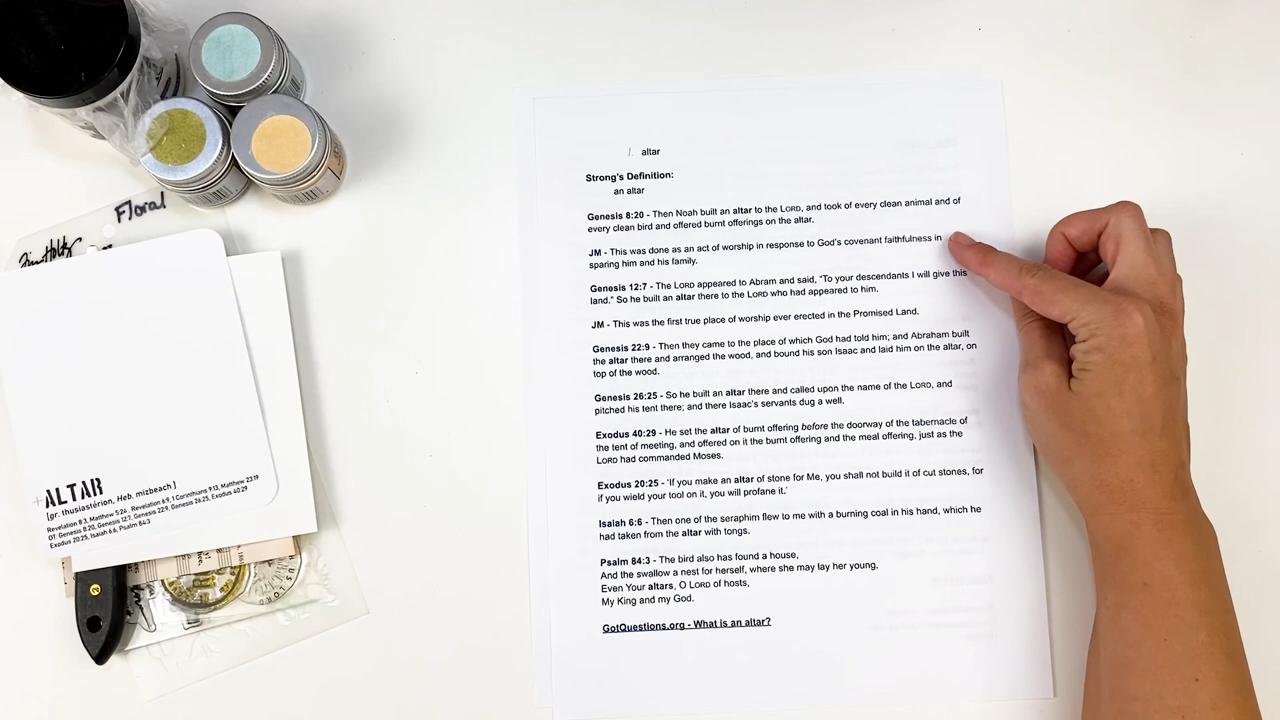 Floral
Tim Holtz
ALTAR
[gr. thusiastérion. Heb. mizbeach ]
Revelation 8:3, Matthew 5:26 . Revelation 6:9, 1 Corinthians 9:13, Matthew 23:19
OT: Genesis 8:20, Genesis 12:7, Genesis 22:9, Genesis 26:25, Exodus 40:29
Exodus 20:25, Isaiah 6:6, Psalm 84:3
2
I. altar
Strong's Definition:
an altar
Genesis 8:20 - Then Noah built an altar to the LORD, and took of every clean animal and of
every clean bird and offered burnt offerings on the altar.
JM - This was done as an act of worship in response to God's covenant faithfulness in
sparing him and his family.
Genesis 12:7 - The LORD appeared to Abram and said, "To your descendants I will give this
land." So he built an altar there to the LORD who had appeared to him.
JM - This was the first true place of worship ever erected in the Promised Land.
Genesis 22:9 - Then they came to the place of which God had told him; and Abraham built
the altar there and arranged the wood, and bound his son Isaac and laid him on the altar, on
top of the wood.
Genesis 26:25 - So he built an altar there and called upon the name of the LORD, and
pitched his tent there; and there Isaac's servants dug a well.
Exodus 40:29 - He set the altar of burnt offering before the doorway of the tabernacle of
the tent of meeting, and offered on it the burnt offering and the meal offering, just as the
LORD had commanded Moses.
Exodus 20:25 - 'If you make an altar of stone for Me, you shall not build it of cut stones, for
if you wield your tool on it, you will profane it.'
Isaiah 6:6 - Then one of the seraphim flew to me with a burning coal in his hand, which he
had taken from the altar with tongs.
Psalm 84:3 - The bird also has found a house,
And the swallow a nest for herself, where she may lay her young,
Even Your altars, O LORD of hosts,
My King and my God.
GotQuestions.org - What is an altar?